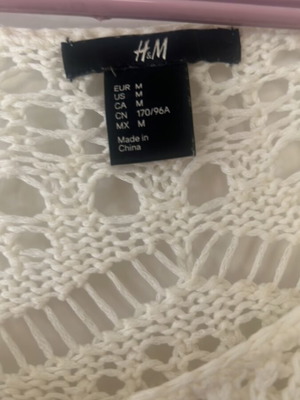 H&M
EUR M
US M
CA M
CN 170/96A
MX M
Made in
China